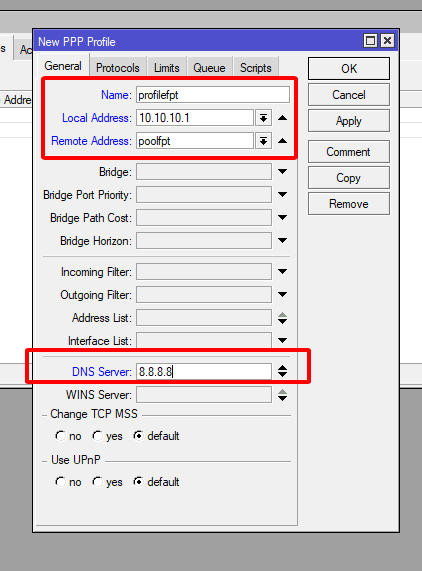 New PPP Profile
s
Ac
General Protocols Limits Queue Scripts
OK
Addre
Name: profilefpt
Cancel
Local Address: 10.10.10.1
Apply
Remote Address: poolfpt
Comment
Bridge:
Copy
Bridge Port Priority:
Remove
Bridge Path Cost:
Bridge Horizon:
Incoming Filter:
Outgoing Filter:
Address List:
Interface List:
DNS Server: 8.8.8.8
WINS Server:
Change TCP MSS
no yes default
Use UPnP
no yes default